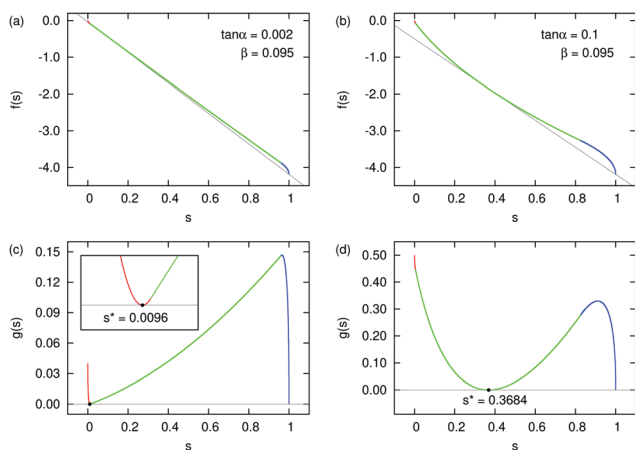 (a)
tanα = 0.002
β = 0.095
f(s)
0.0
-1.0
-2.0
-3.0
-4.0
0 0.2 0.4 0.6 0.8 1
s
(b)
tanα = 0.1
β = 0.095
f(s)
0.0
-1.0
-2.0
-3.0
-4.0
0 0.2 0.4 0.6 0.8 1
s
(c)
g(s)
0.15
0.12
0.09
0.06
0.03
0.00
s* = 0.0096
0 0.2 0.4 0.6 0.8 1
s
(d)
g(s)
0.50
0.40
0.30
0.20
0.10
0.00
s* = 0.3684
0 0.2 0.4 0.6 0.8 1
s